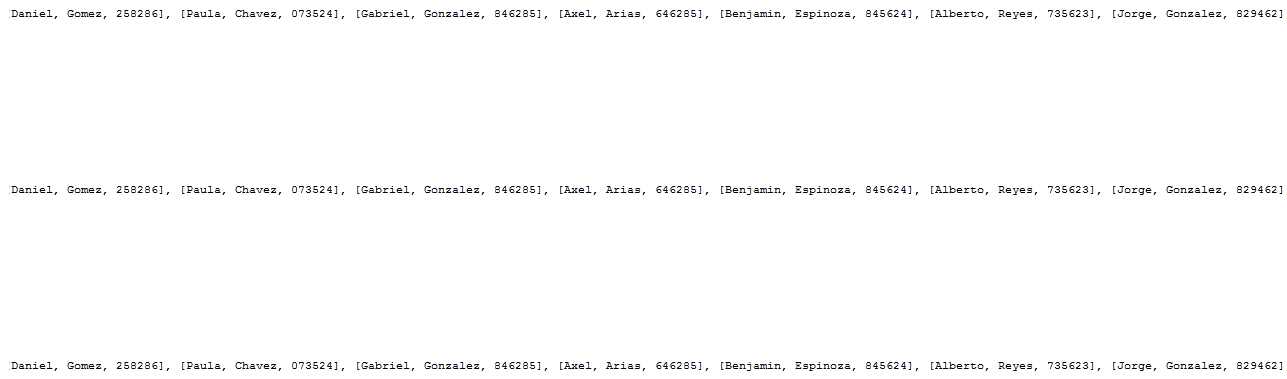 Daniel, Gomez, 258286], [Paula, Chavez, 073524], [Gabriel, Gonzalez, 846285], [Axel, Arias, 646285], [Benjamin, Espinoza, 845624], [Alberto, Reyes, 735623], [Jorge, Gonzalez, 829462]
Daniel, Gomez, 258286], [Paula, Chavez, 073524], [Gabriel, Gonzalez, 846285], [Axel, Arias, 646285], [Benjamin, Espinoza, 845624], [Alberto, Reyes, 735623], [Jorge, Gonzalez, 829462]
Daniel, Gomez, 258286], [Paula, Chavez, 073524], [Gabriel, Gonzalez, 846285], [Axel, Arias, 646285], [Benjamin, Espinoza, 845624], [Alberto, Reyes, 735623], [Jorge, Gonzalez, 829462]